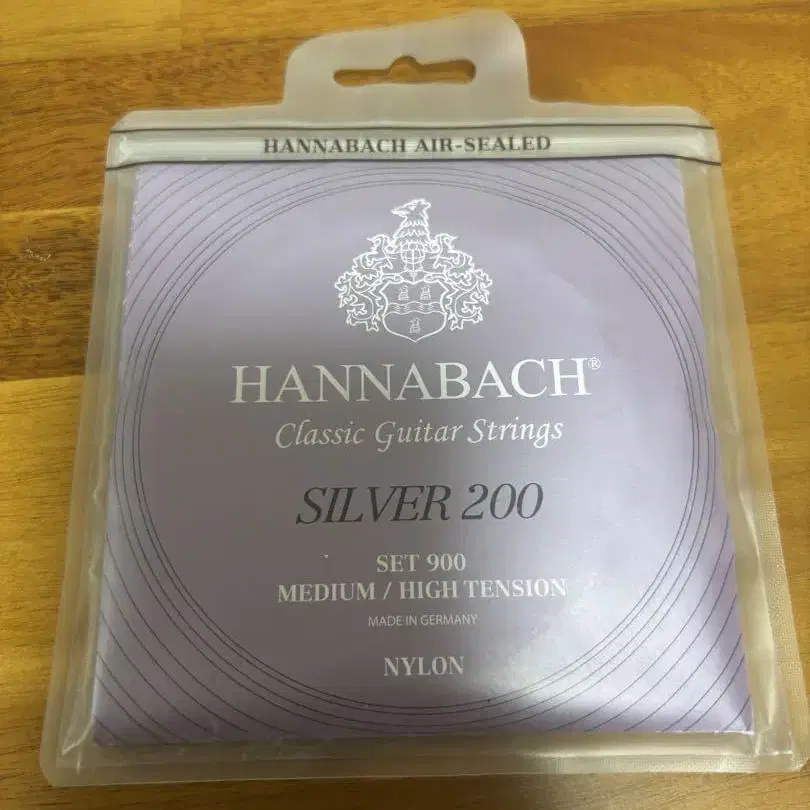 HANNABACH AIR-SEALED
HANNABACH®
Classic Guitar Strings
SILVER 200
SET 900
MEDIUM / HIGH TENSION
MADE IN GERMANY
NYLON